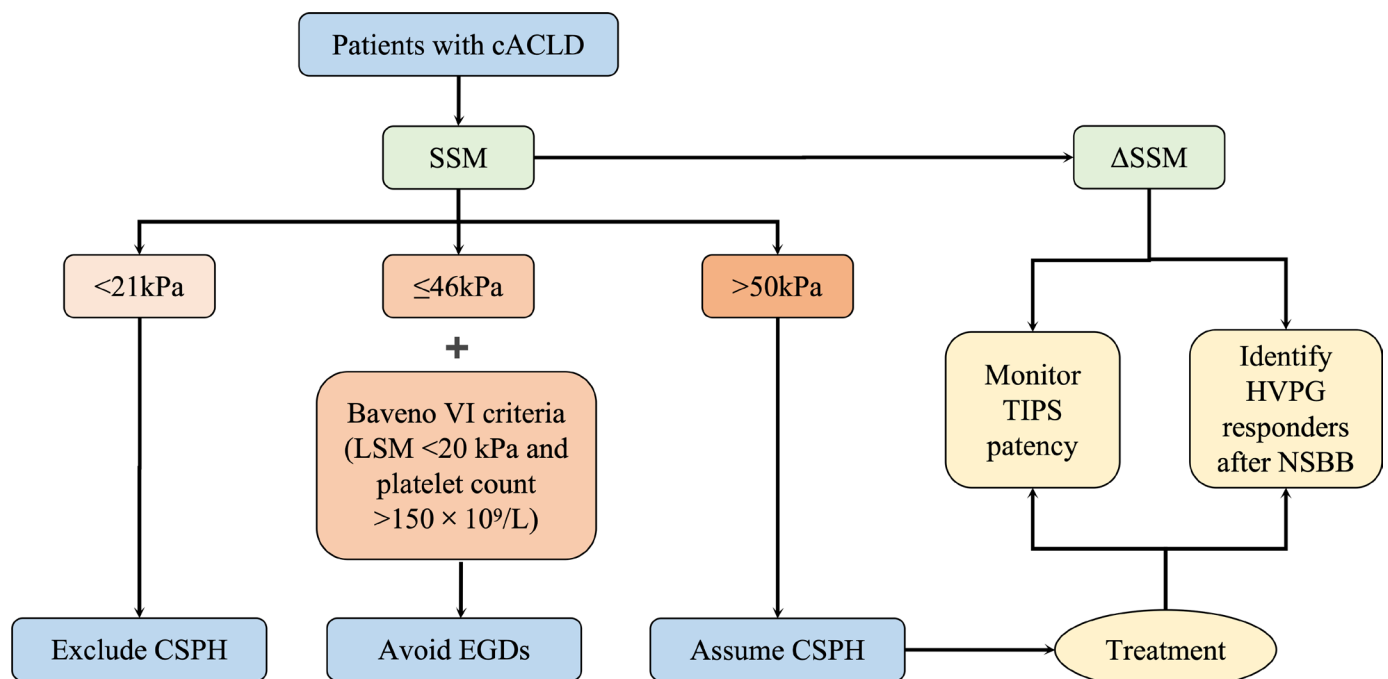 Patients with cACLD
SSM
ΔSSM
<21kPa
≤46kPa
>50kPa
+
Baveno VI criteria
(LSM <20 kPa and
platelet count
>150 × 10⁹/L)
Monitor
TIPS
patency
Identify
HVPG
responders
after NSBB
Exclude CSPH
Avoid EGDs
Assume CSPH
Treatment